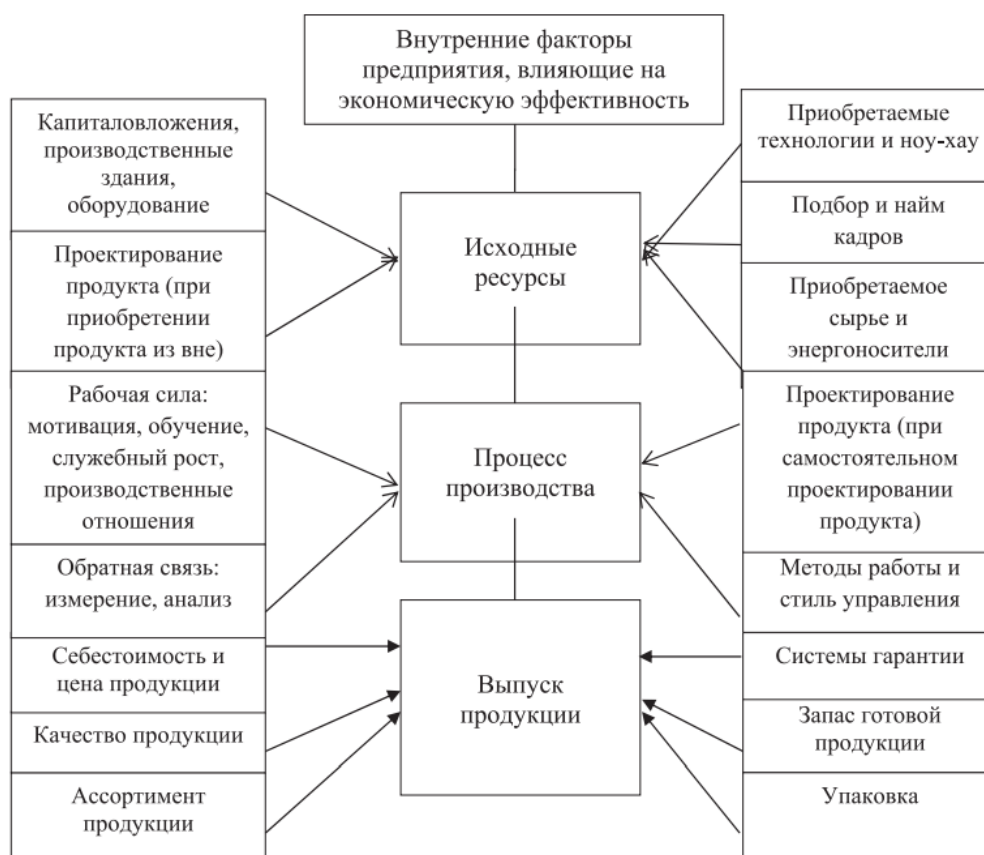 Внутренние факторы
предприятия, влияющие на
экономическую эффективность
Капиталовложения,
производственные
здания,
оборудование
Проектирование
продукта (при
приобретении
продукта из вне)
Рабочая сила:
мотивация, обучение,
служебный рост,
производственные
отношения
Обратная связь:
измерение, анализ
Себестоимость и
цена продукции
Качество продукции
Ассортимент
продукции
Исходные
ресурсы
Процесс
производства
Выпуск
продукции
Приобретаемые
технологии и ноу-хау
Подбор и найм
кадров
Приобретаемое
сырье и
энергоносители
Проектирование
продукта (при
самостоятельном
проектировании
продукта)
Методы работы и
стиль управления
Системы гарантии
Запас готовой
продукции
Упаковка